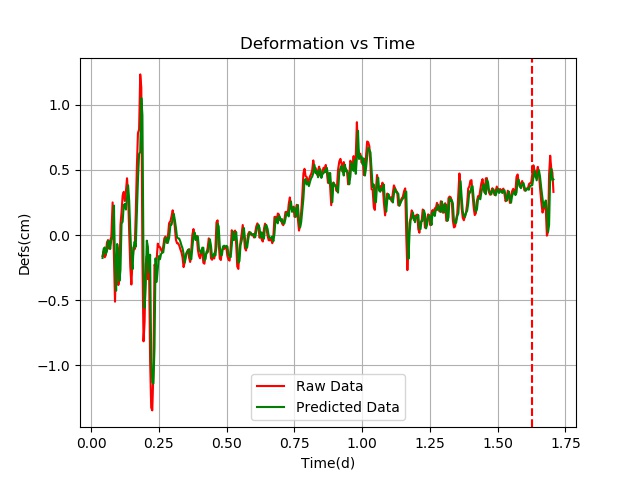 Deformation vs Time
Defs(cm)
1.0
0.5
0.0
−0.5
−1.0
Raw Data
Predicted Data
0.00 0.25 0.50 0.75 1.00 1.25 1.50 1.75
Time(d)